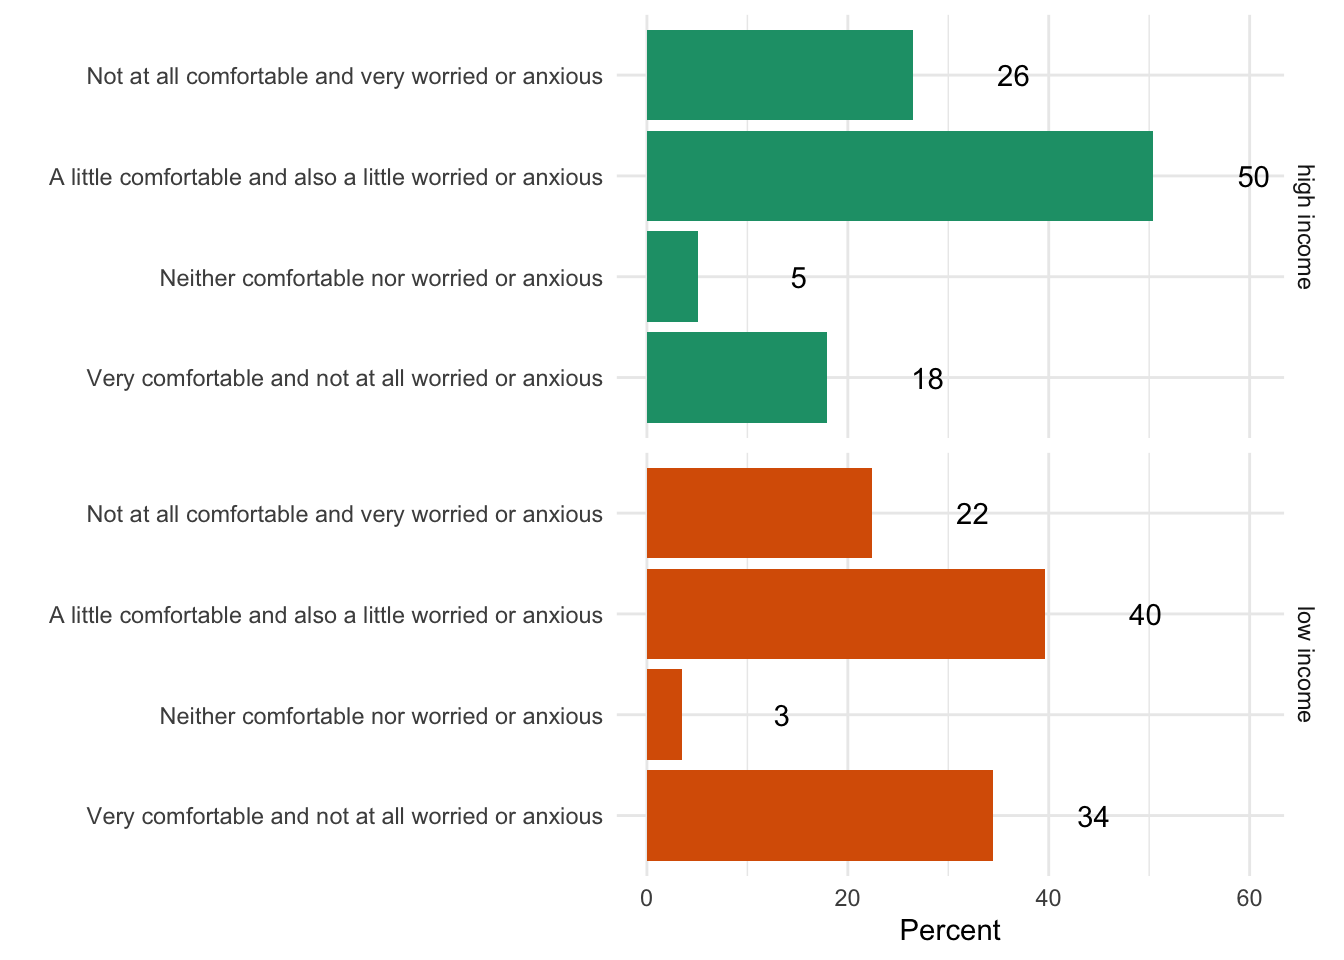 Not at all comfortable and very worried or anxious
26
A little comfortable and also a little worried or anxious
50
Neither comfortable nor worried or anxious
5
Very comfortable and not at all worried or anxious
18
high income
Not at all comfortable and very worried or anxious
22
A little comfortable and also a little worried or anxious
40
Neither comfortable nor worried or anxious
3
Very comfortable and not at all worried or anxious
34
low income
0 20 40 60
Percent